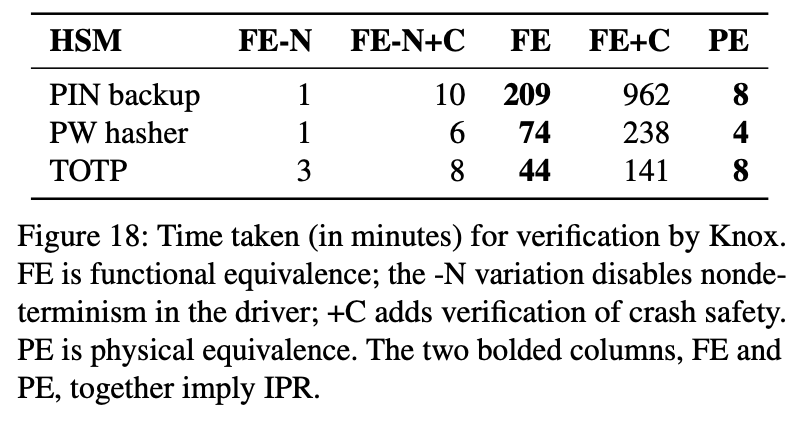 HSM FE-N FE-N+C FE FE+C PE
PIN backup 1 10 209 962 8
PW hasher 1 6 74 238 4
TOTP 3 8 44 141 8
Figure 18: Time taken (in minutes) for verification by Knox.
FE is functional equivalence; the -N variation disables nonde-
terminism in the driver; +C adds verification of crash safety.
PE is physical equivalence. The two bolded columns, FE and
PE, together imply IPR.